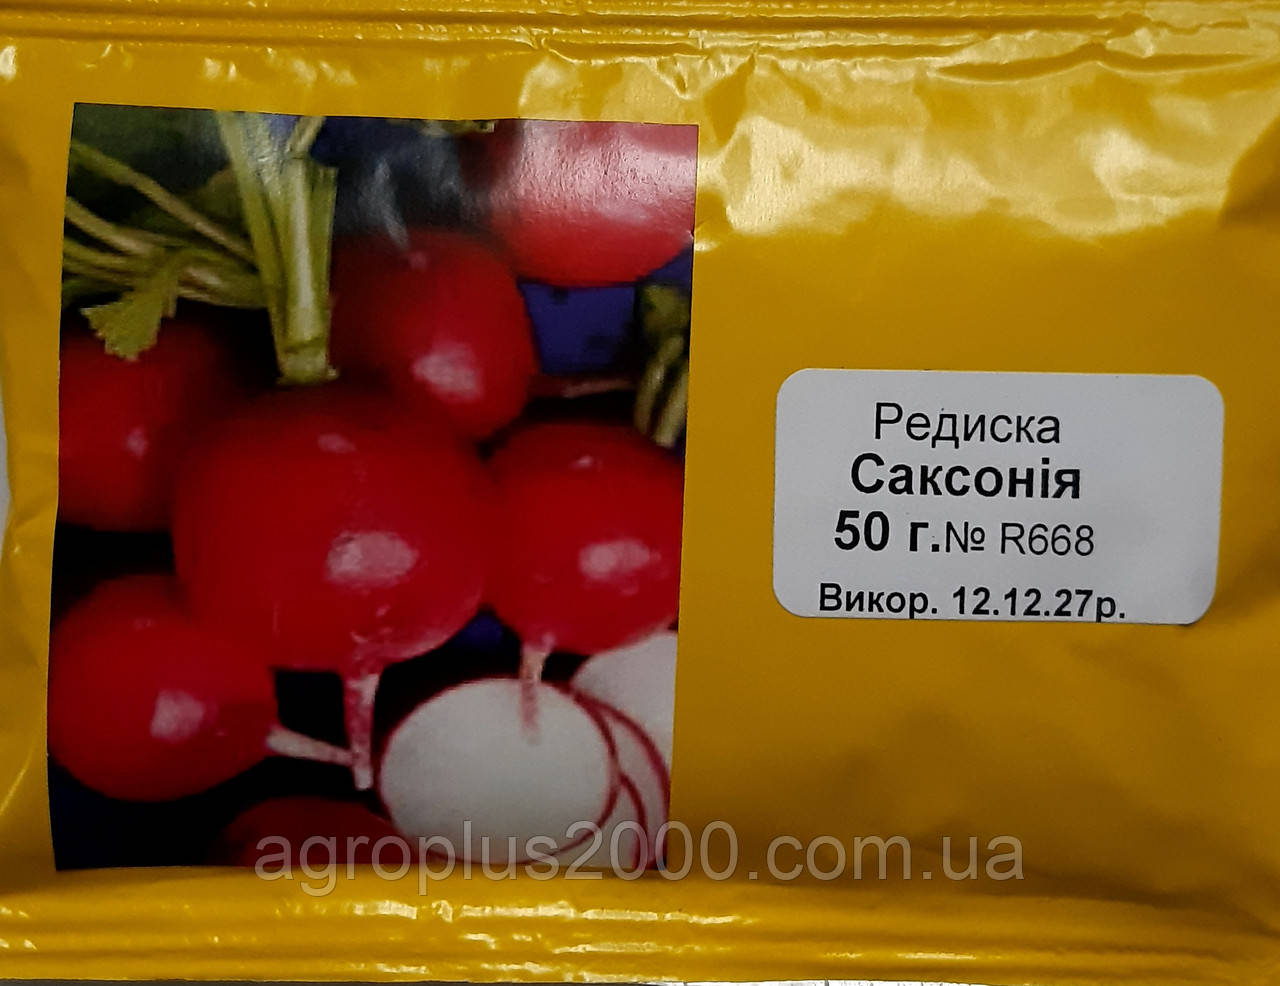 Редиска
Саксонія
50 г.№ R668
Викор. 12.12.27р.
agroplus2000.com.ua